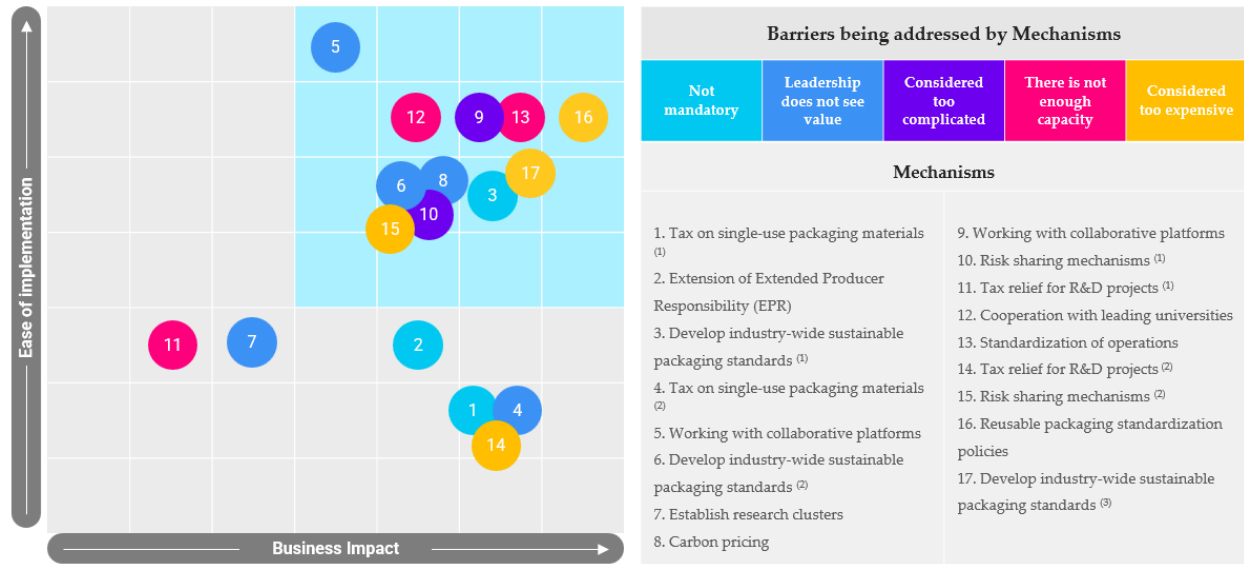 Ease of implementation
5
12
9
13
16
17
8
6
3
10
15
11
7
2
1
4
14
Business Impact
Barriers being addressed by Mechanisms
Not
mandatory
Leadership
does not see
value
Considered
too
complicated
There is not
enough
capacity
Considered
too expensive
Mechanisms
1. Tax on single-use packaging materials
(1)
2. Extension of Extended Producer
Responsibility (EPR)
3. Develop industry-wide sustainable
packaging standards (1)
4. Tax on single-use packaging materials
(2)
5. Working with collaborative platforms
6. Develop industry-wide sustainable
packaging standards (2)
7. Establish research clusters
8. Carbon pricing
9. Working with collaborative platforms
10. Risk sharing mechanisms (1)
11. Tax relief for R&D projects (1)
12. Cooperation with leading universities
13. Standardization of operations
14. Tax relief for R&D projects (2)
15. Risk sharing mechanisms (2)
16. Reusable packaging standardization
policies
17. Develop industry-wide sustainable
packaging standards (3)